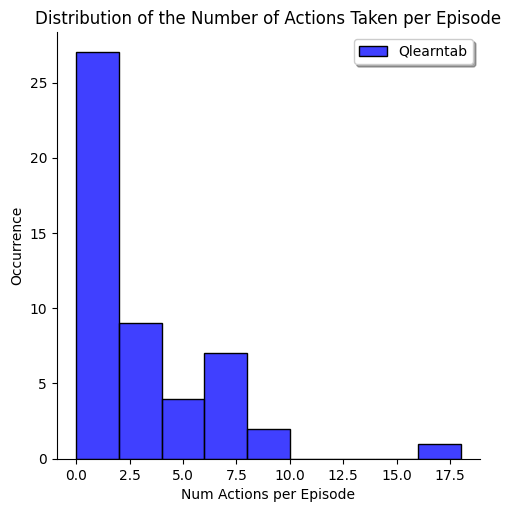 Distribution of the Number of Actions Taken per Episode
Qlearntab
25
20
15
10
5
0
Occurrence
0.0 2.5 5.0 7.5 10.0 12.5 15.0 17.5
Num Actions per Episode